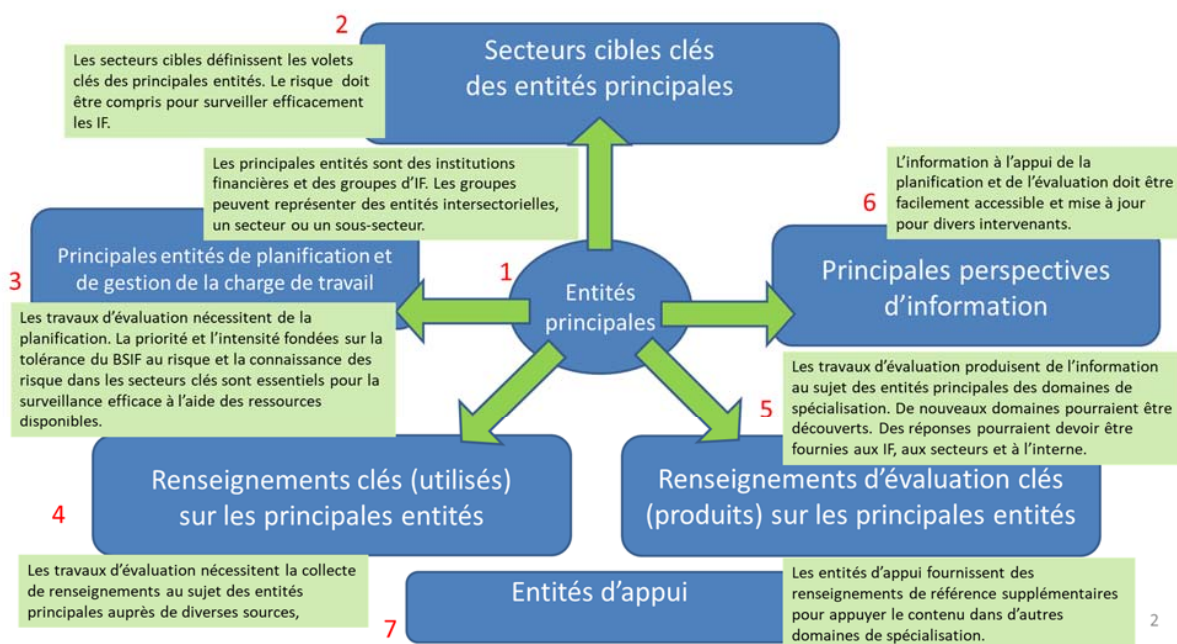 2
Secteurs cibles clés
des entités principales
Les secteurs cibles définissent les volets
clés des principales entités. Le risque  doit
être compris pour surveiller efficacement
les IF.
Les principales entités sont des institutions
financières et des groupes d'IF. Les groupes
peuvent représenter des entités intersectorielles,
un secteur ou un sous-secteur.
L'information à l'appui de la
planification et de l'évaluation doit être
facilement accessible et mise à jour
pour divers intervenants.
6
Principales entités de planification et
de gestion de la charge de travail
3
1
Entités
principales
Principales perspectives
d'information
Les travaux d'évaluation nécessitent de la
planification. La priorité et l'intensité fondées sur la
tolérance du BSIF au risque et la connaissance des
risque dans les secteurs clés sont essentiels pour la
surveillance efficace à l'aide des ressources
disponibles.
Les travaux d'évaluation produisent de l'information
au sujet des entités principales des domaines de
spécialisation. De nouveaux domaines pourraient être
découverts. Des réponses pourraient devoir être
fournies aux IF, aux secteurs et à l'interne.
5
Renseignements clés (utilisés)
sur les principales entités
4
Renseignements d'évaluation clés
(produits) sur les principales entités
Les travaux d'évaluation nécessitent la collecte
de renseignements au sujet des entités
principales auprès de diverses sources,
Entités d'appui
7
Les entités d'appui fournissent des
renseignements de référence supplémentaires
pour appuyer le contenu dans d'autres
domaines de spécialisation.
2